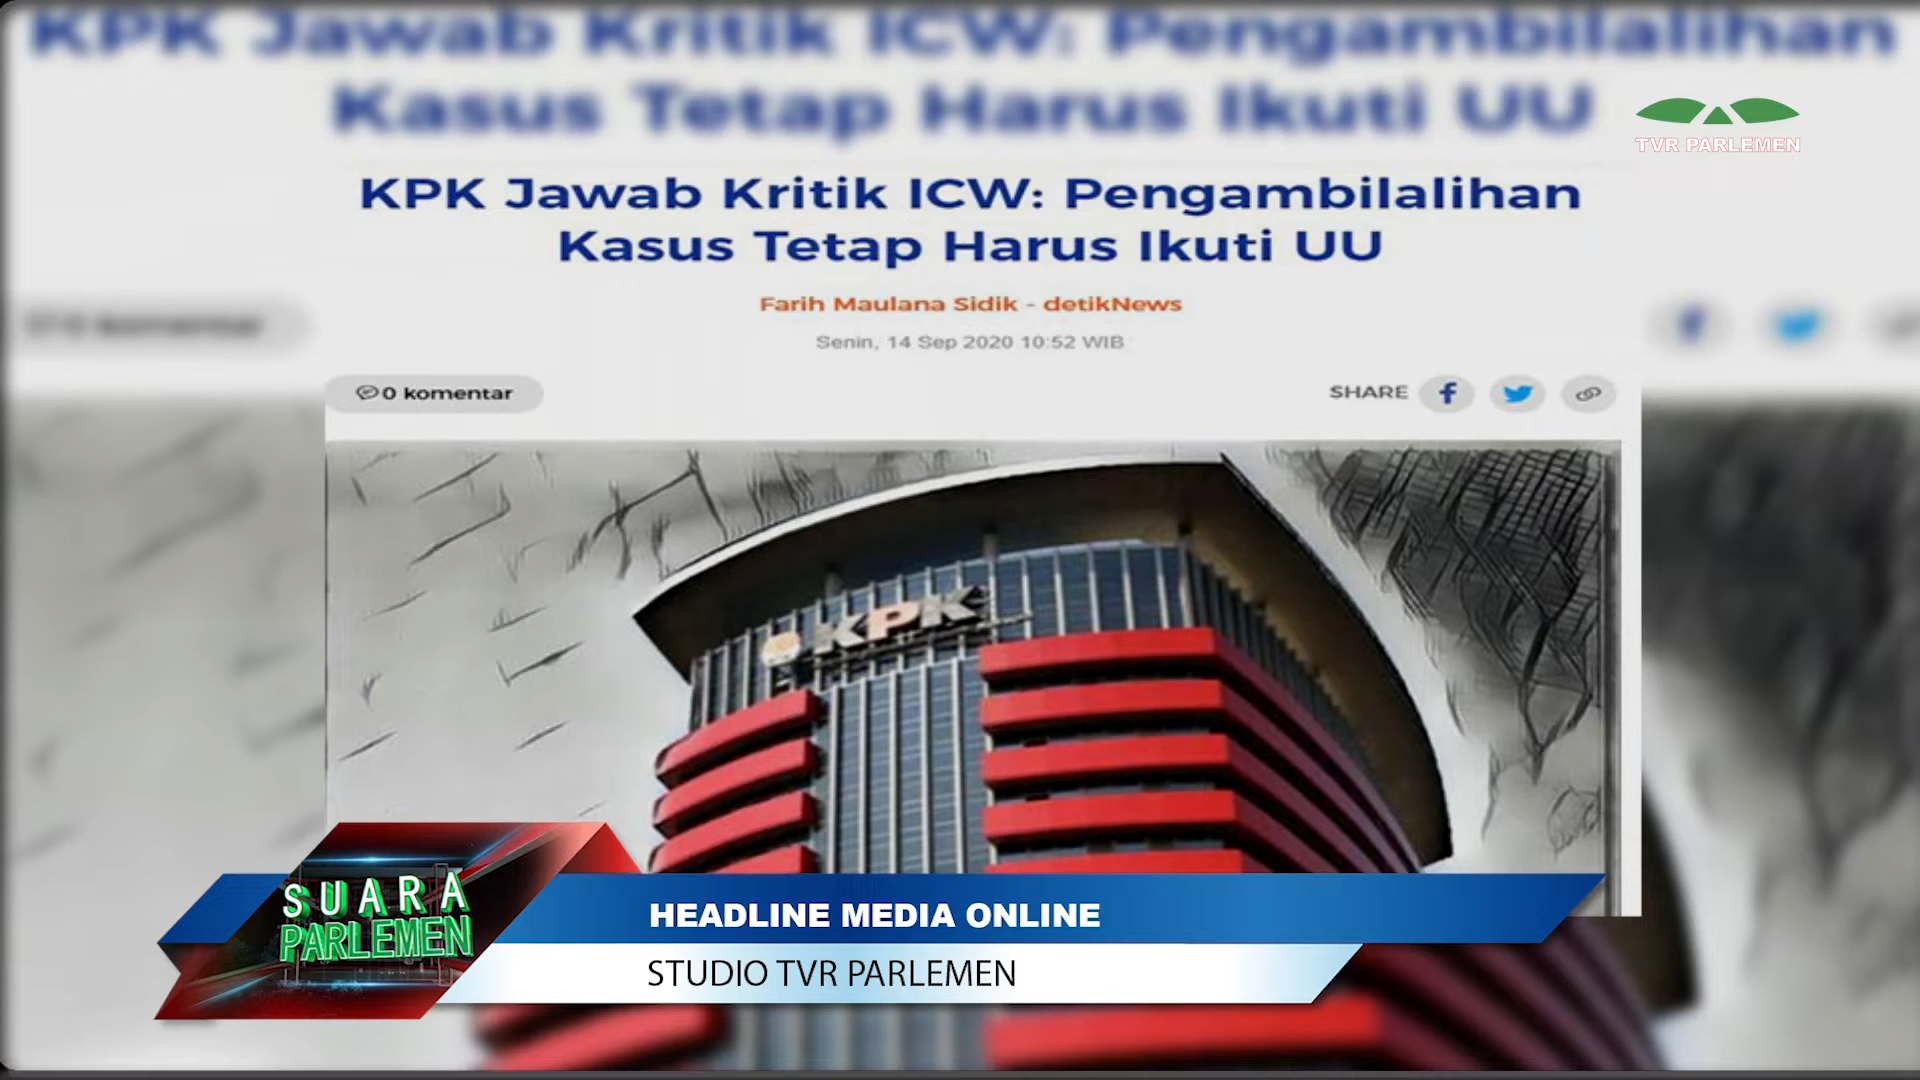 KPK Jawab Kritik ICW: Pengambilalihan
Kasus Tetap Harus Ikuti UU
TVR PARLEMEN
KPK Jawab Kritik ICW: Pengambilalihan
Kasus Tetap Harus Ikuti UU
Farih Maulana Sidik - detikNews
Senin, 14 Sep 2020 10:52 WIB
komentar
0 komentar
SHARE
KPK
SUARA
PARLEMEN
HEADLINE MEDIA ONLINE
STUDIO TVR PARLEMEN